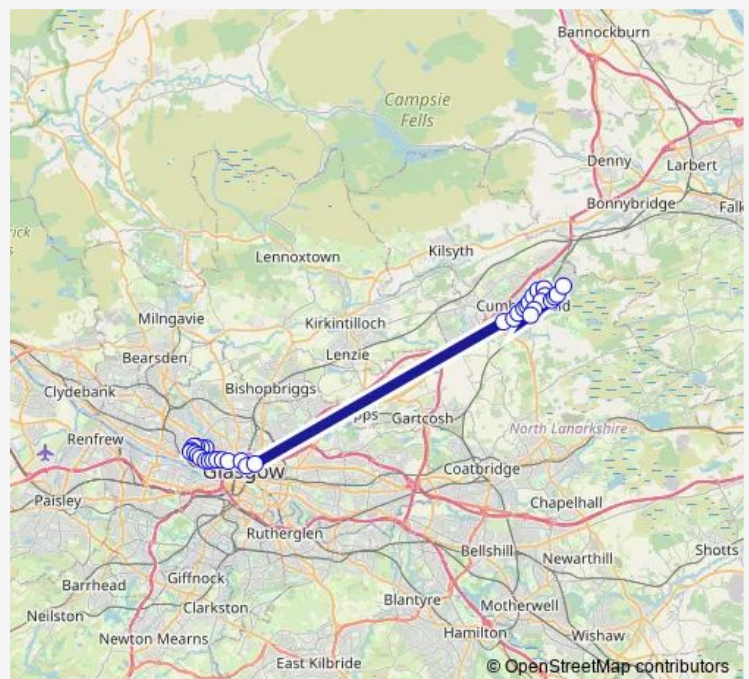 Bannockburn
Campsie
Fells
Denny
Larbert
Bonnybridge
Falk
Kilsyth
Lennoxtown
Milngavie
Kirkintilloch
Bearsden
Lenzie
Clydebank
Bishopbriggs
Gartcosh
North Lanarkshire
Renfrew
Glasgow
Coatbridge
Paisley
Chapelhall
Rutherglen
Bellshill
Newarthill
Shotts
Giffnock
Barrhead
Blantyre
Motherwell
Neilston
Clarkston
Newton Mearns
Hamilton
Wishaw
East Kilbride
© OpenStreetMap contributors